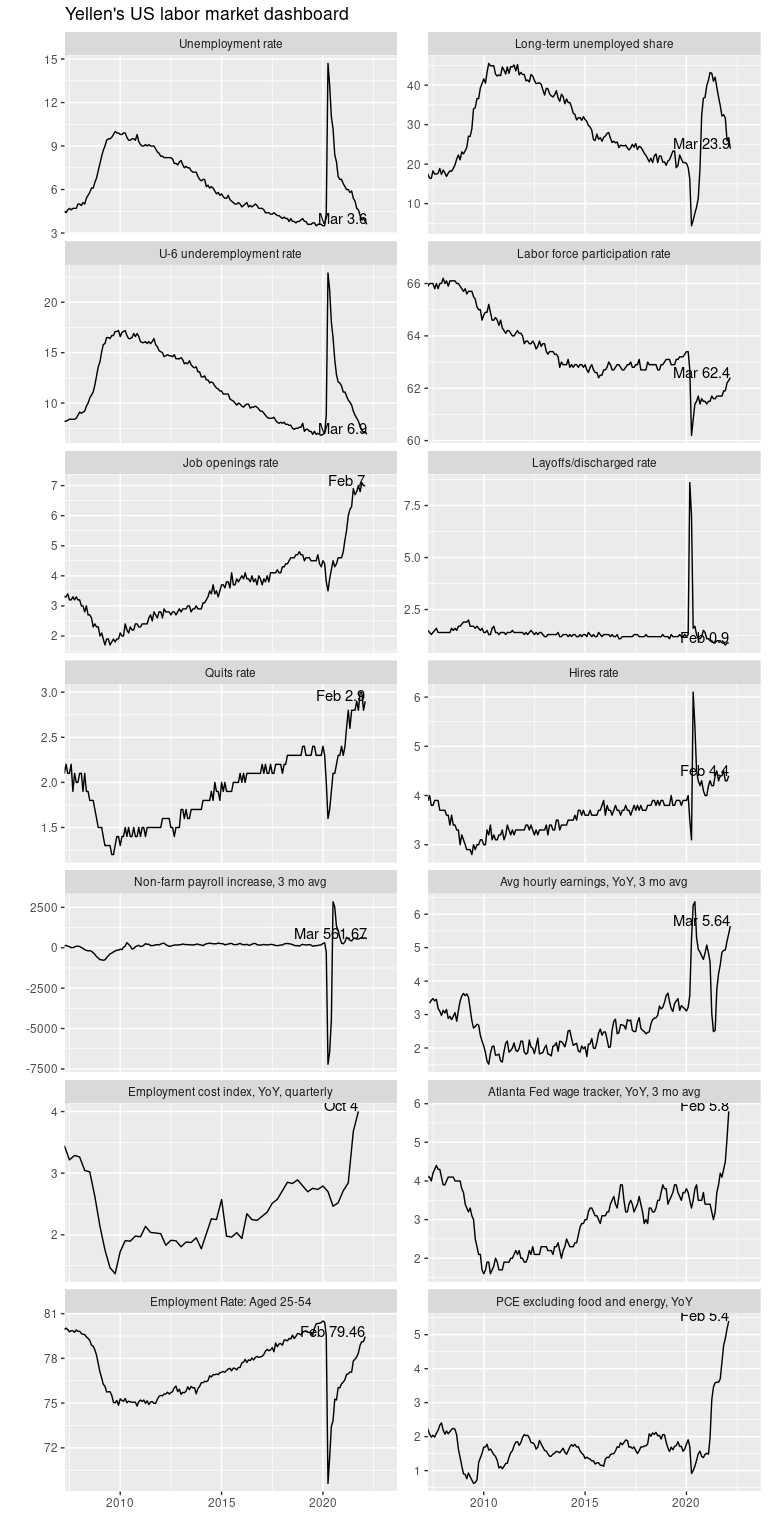 Yellen's US labor market dashboard
Unemployment rate
Long-term unemployed share
15
12
9
6
3
Mar 3.6
40
30
20
10
Mar 23.9
U-6 underemployment rate
Labor force participation rate
20
15
10
Mar 6.9
66
64
62
60
Mar 62.4
Job openings rate
Layoffs/discharged rate
7
6
5
4
3
2
Feb 7
7.5
5.0
2.5
Feb 0.9
Quits rate
Hires rate
3.0
2.5
2.0
1.5
Feb 2.9
6
5
4
3
Feb 4.4
Non-farm payroll increase, 3 mo avg
Avg hourly earnings, YoY, 3 mo avg
2500
0
-2500
-5000
-7500
Mar 561.67
6
5
4
3
2
Mar 5.64
Employment cost index, YoY, quarterly
Atlanta Fed wage tracker, YoY, 3 mo avg
4
3
2
Oct 4
6
5
4
3
2
Feb 5.8
Employment Rate: Aged 25-54
PCE excluding food and energy, YoY
81
78
75
72
Feb 79.46
5
4
3
2
1
Feb 5.4
2010
2015
2020
2010
2015
2020